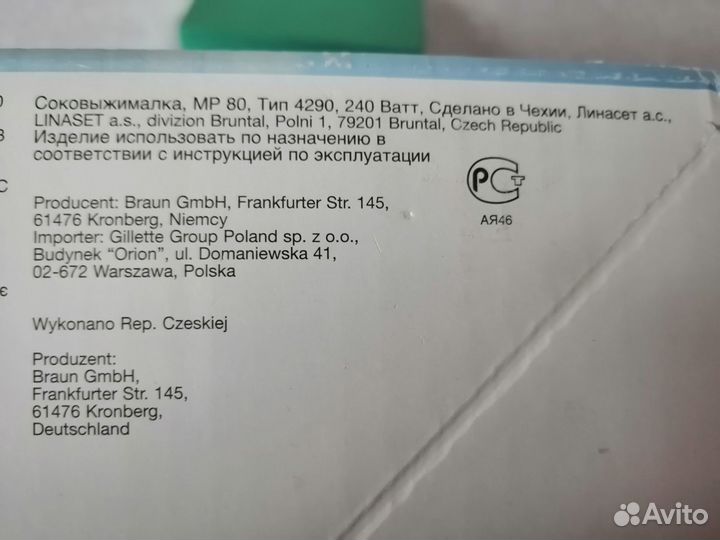 Соковыжималка, МР 80, Тип 4290, 240 Ватт, Сделано в Чехии, Линасет а.с.,
LINASET a.s., divizion Bruntal, Polni 1, 79201 Bruntal, Czech Republic
Изделие использовать по назначению в
соответствии с инструкцией по эксплуатации
РСТ
АЯ46
Producent: Braun GmbH, Frankfurter Str. 145,
61476 Kronberg, Niemcy
Importer: Gillette Group Poland sp. z o.o.,
Budynek “Orion”, ul. Domaniewska 41,
02-672 Warszawa, Polska
Wykonano Rep. Czeskiej
Produzent:
Braun GmbH,
Frankfurter Str. 145,
61476 Kronberg,
Deutschland
Avito